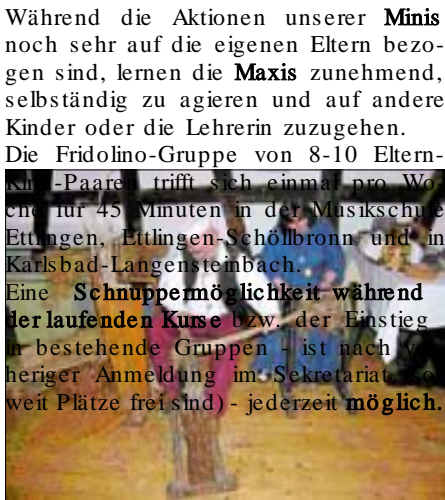 Während die Aktionen unserer Minis
noch sehr auf die eigenen Eltern bezo-
gen sind, lernen die Maxis zunehmend,
selbständig zu agieren und auf andere
Kinder oder die Lehrerin zuzugehen.
Die Fridolino-Gruppe von 8-10 Eltern-
Kind-Paaren trifft sich einmal pro Wo-
che für 45 Minuten in der Musikschule
Ettlingen, Ettlingen-Schöllbronn und in
Karlsbad-Langensteinbach.
Eine Schnuppermöglichkeit während
der laufenden Kurse bzw. der Einstieg
in bestehende Gruppen - ist nach vor-
heriger Anmeldung im Sekretariat (so-
weit Plätze frei sind) - jederzeit möglich.